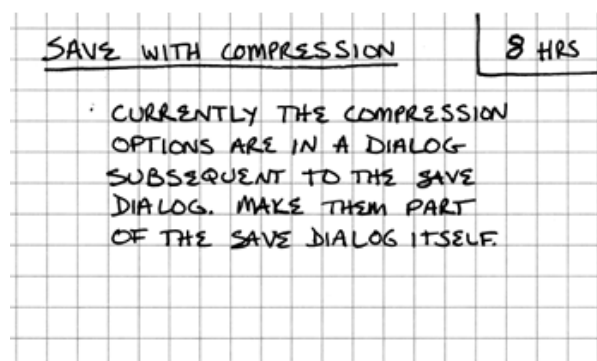 SAVE WITH COMPRESSION 8 HRS
· CURRENTLY THE COMPRESSION
OPTIONS ARE IN A DIALOG
SUBSEQUENT TO THE SAVE
DIALOG. MAKE THEM PART
OF THE SAVE DIALOG ITSELF.